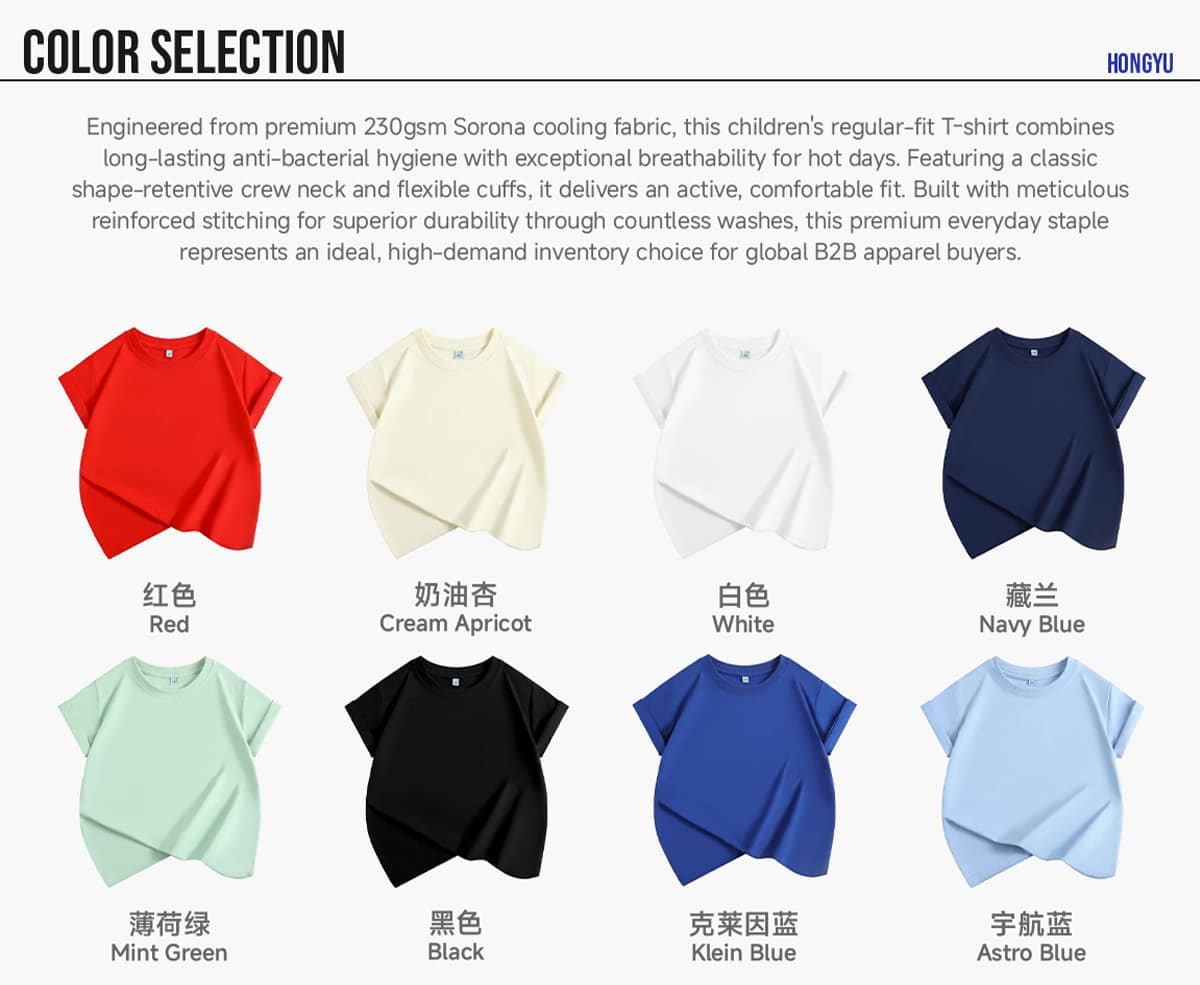 COLOR SELECTION
HONGYU
Engineered from premium 230gsm Sorona cooling fabric, this children's regular-fit T-shirt combines
long-lasting anti-bacterial hygiene with exceptional breathability for hot days. Featuring a classic
shape-retentive crew neck and flexible cuffs, it delivers an active, comfortable fit. Built with meticulous
reinforced stitching for superior durability through countless washes, this premium everyday staple
represents an ideal, high-demand inventory choice for global B2B apparel buyers.
红色
Red
奶油杏
Cream Apricot
白色
White
藏兰
Navy Blue
薄荷绿
Mint Green
黑色
Black
克莱因蓝
Klein Blue
宇航蓝
Astro Blue